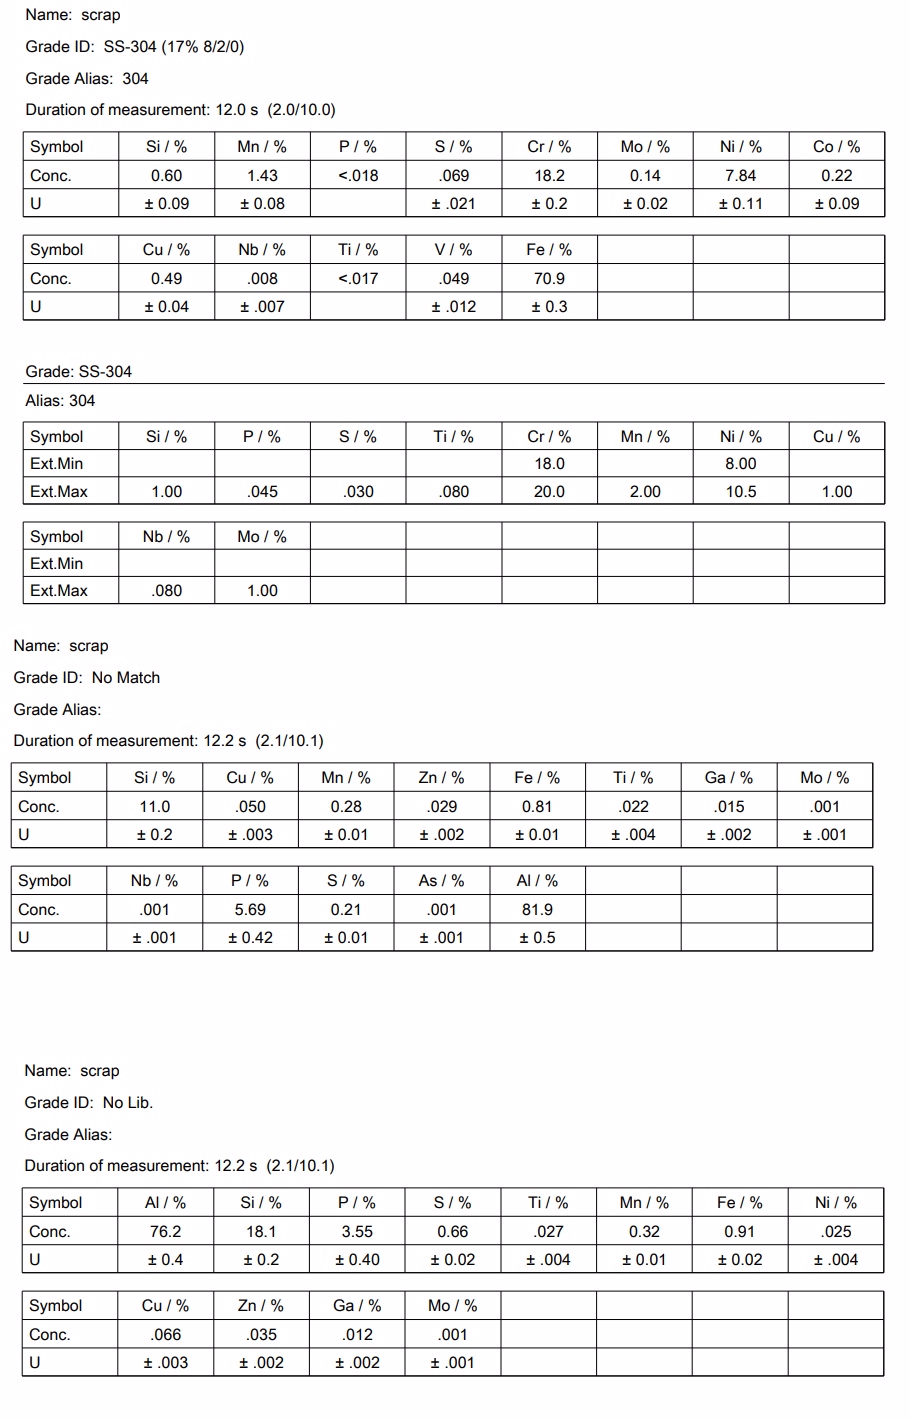 Name: scrap
Grade ID: SS-304 (17% 8/2/0)
Grade Alias: 304
Duration of measurement: 12.0 s (2.0/10.0)
Symbol Si / % Mn / % P / % S / % Cr / % Mo / % Ni / % Co / %
Conc. 0.60 1.43 <.018 .069 18.2 0.14 7.84 0.22
U ± 0.09 ± 0.08 ± .021 ± 0.2 ± 0.02 ± 0.11 ± 0.09
Symbol Cu / % Nb / % Ti / % V / % Fe / %
Conc. 0.49 .008 <.017 .049 70.9
U ± 0.04 ± .007 ± .012 ± 0.3
Grade: SS-304
Alias: 304
Symbol Si / % P / % S / % Ti / % Cr / % Mn / % Ni / % Cu / %
Ext.Min 18.0 8.00
Ext.Max 1.00 .045 .030 .080 20.0 2.00 10.5 1.00
Symbol Nb / % Mo / %
Ext.Min
Ext.Max .080 1.00
Name: scrap
Grade ID: No Match
Grade Alias:
Duration of measurement: 12.2 s (2.1/10.1)
Symbol Si / % Cu / % Mn / % Zn / % Fe / % Ti / % Ga / % Mo / %
Conc. 11.0 .050 0.28 .029 0.81 .022 .015 .001
U ± 0.2 ± .003 ± 0.01 ± .002 ± 0.01 ± .004 ± .002 ± .001
Symbol Nb / % P / % S / % As / % Al / %
Conc. .001 5.69 0.21 .001 81.9
U ± .001 ± 0.42 ± 0.01 ± .001 ± 0.5
Name: scrap
Grade ID: No Lib.
Grade Alias:
Duration of measurement: 12.2 s (2.1/10.1)
Symbol Al / % Si / % P / % S / % Ti / % Mn / % Fe / % Ni / %
Conc. 76.2 18.1 3.55 0.66 .027 0.32 0.91 .025
U ± 0.4 ± 0.2 ± 0.40 ± 0.02 ± .004 ± 0.01 ± 0.02 ± .004
Symbol Cu / % Zn / % Ga / % Mo / %
Conc. .066 .035 .012 .001
U ± .003 ± .002 ± .002 ± .001